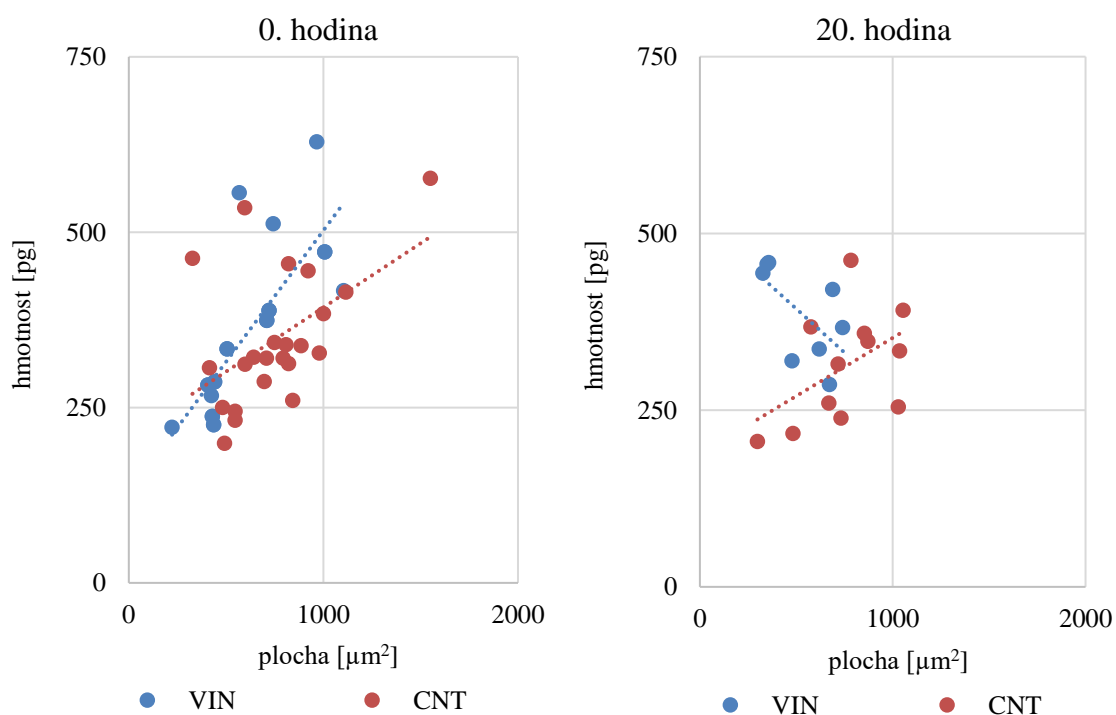 0. hodina
750
500
250
0
0
1000
2000
hmotnost [pg]
plocha [µm²]
VIN
CNT
20. hodina
750
500
250
0
0
1000
2000
hmotnost [pg]
plocha [µm²]
VIN
CNT